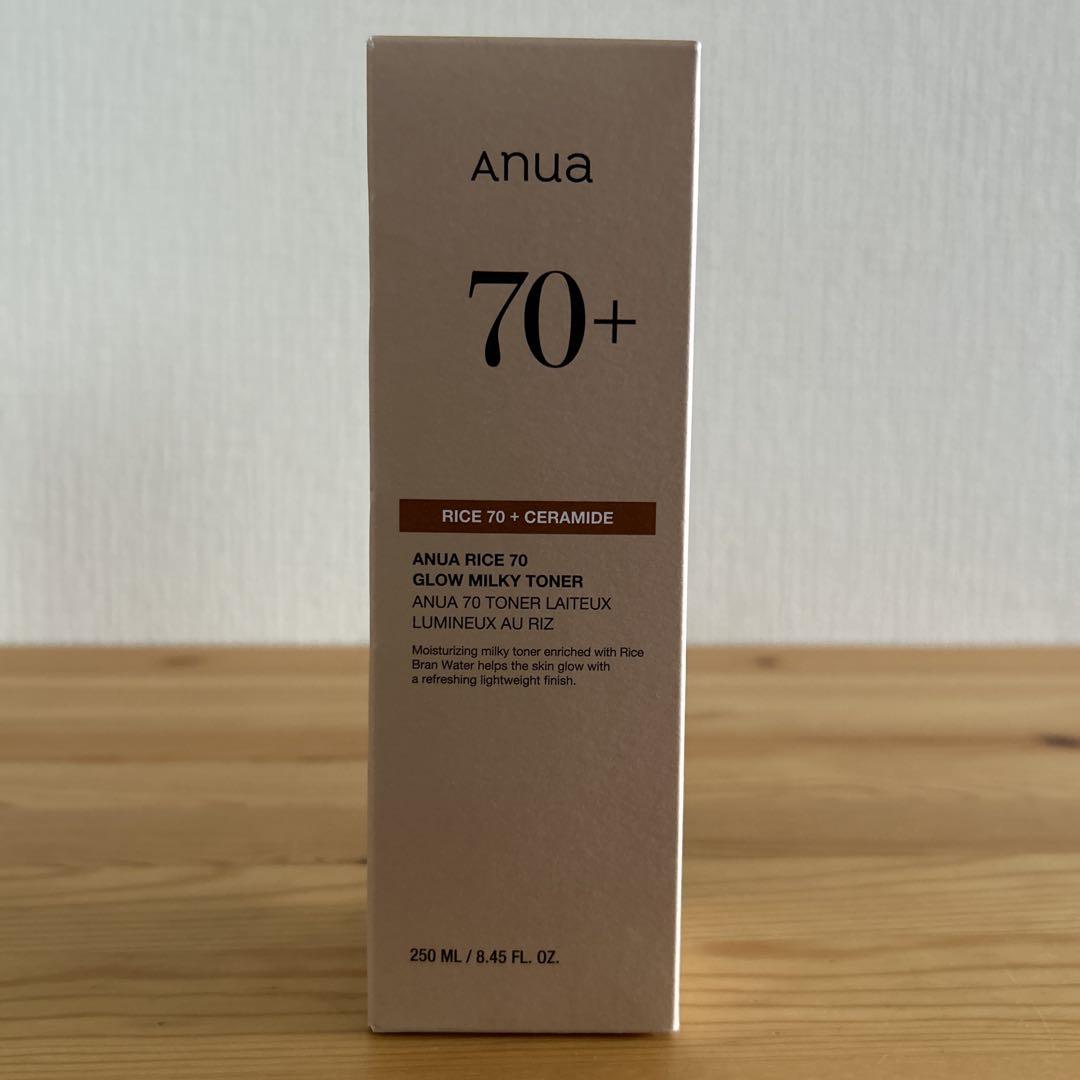 Anua
70+
RICE 70 + CERAMIDE
ANUA RICE 70
GLOW MILKY TONER
ANUA 70 TONER LAITEUX
LUMINEUX AU RIZ
Moisturizing milky toner enriched with Rice
Bran Water helps the skin glow with
a refreshing lightweight finish.
250 ML / 8.45 FL. OZ.